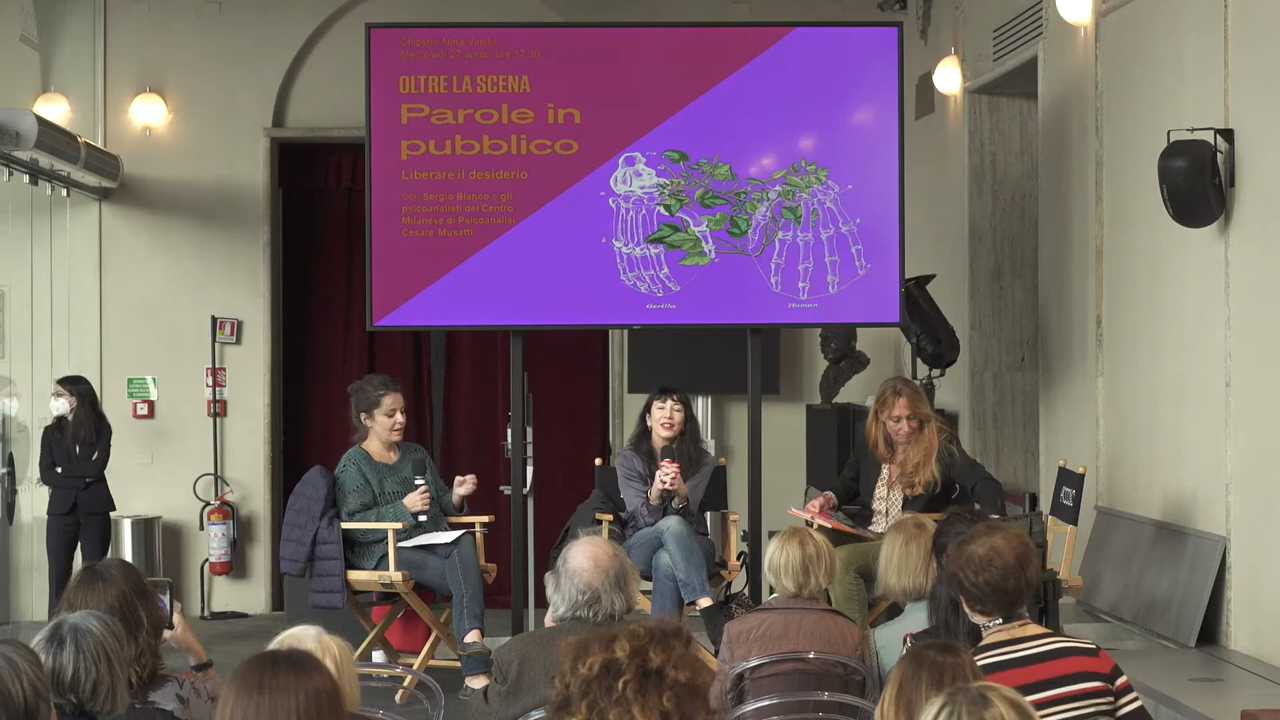 Chiostro Nina Vinchi
Mercoledì 27 aprile, ore 17.30
OLTRE LA SCENA
Parole in
pubblico
Liberare il desiderio
Con Sergio Blanco e gli
psicoanalisti del Centro
Milanese di Psicoanalisi
Cesare Musatti
Gorilla
Human